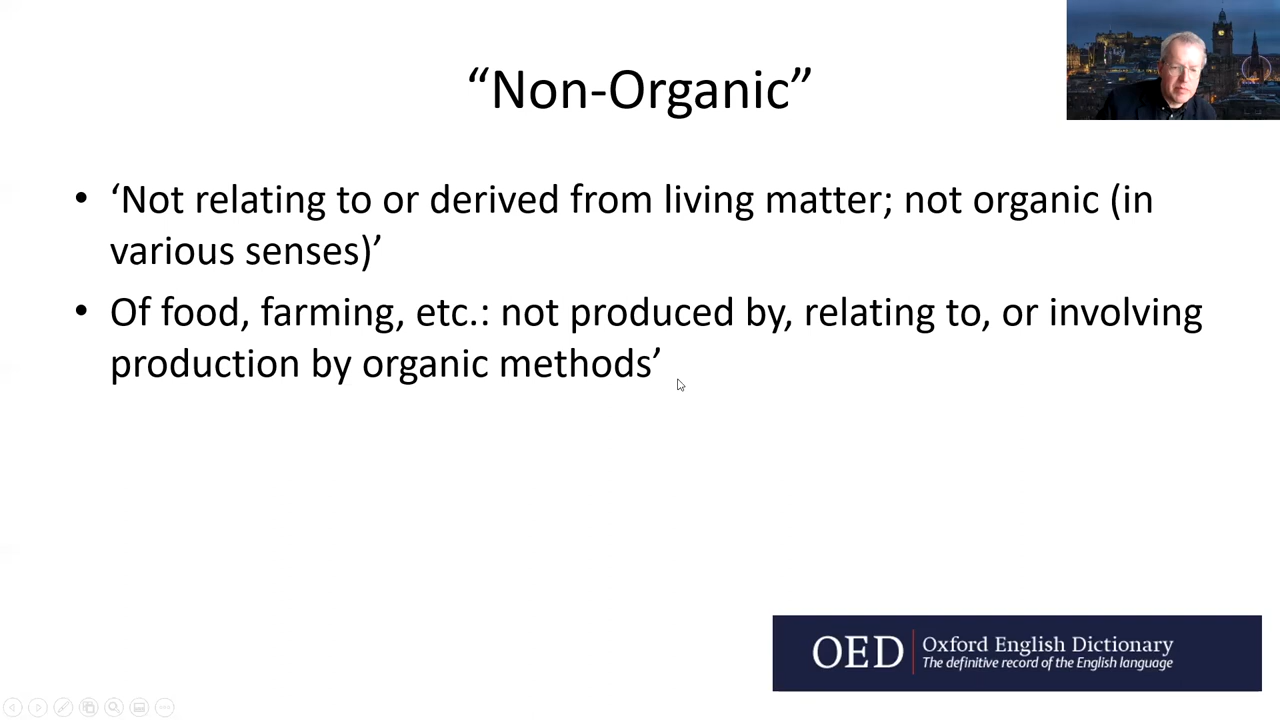 “Non-Organic”
• ‘Not relating to or derived from living matter; not organic (in
various senses)’
• Of food, farming, etc.: not produced by, relating to, or involving
production by organic methods’
OED
Oxford English Dictionary
The definitive record of the English language